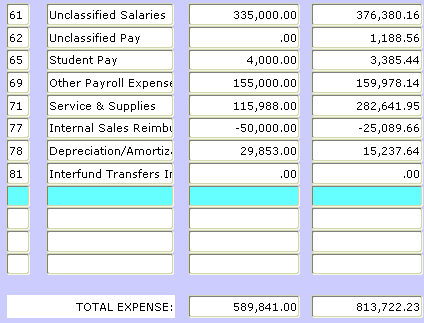 61 Unclassified Salaries 335,000.00 376,380.16
62 Unclassified Pay .00 1,188.56
65 Student Pay 4,000.00 3,385.44
69 Other Payroll Expense 155,000.00 159,978.14
71 Service & Supplies 115,988.00 282,641.95
77 Internal Sales Reimbu -50,000.00 -25,089.66
78 Depreciation/Amortiza 29,853.00 15,237.64
81 Interfund Transfers In .00 .00
TOTAL EXPENSE: 589,841.00 813,722.23